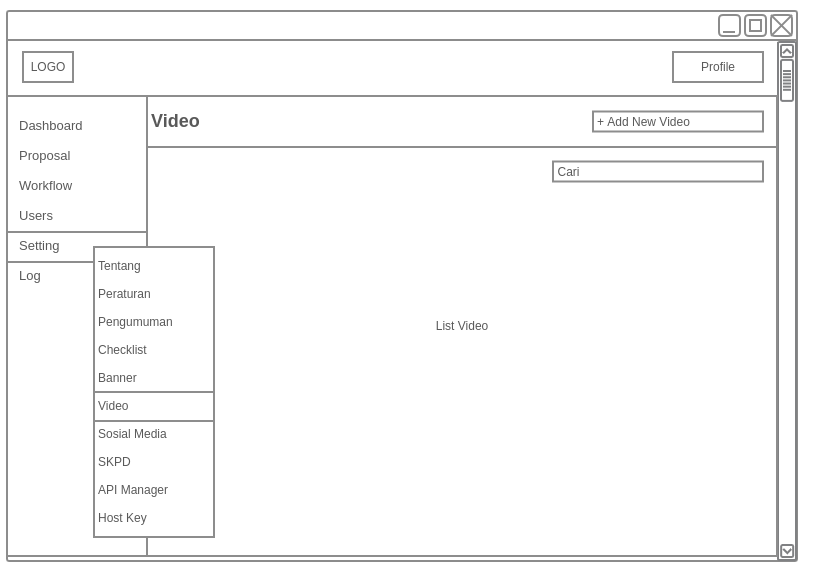 LOGO
Profile
Dashboard
Proposal
Workflow
Users
Setting
Log
Video
+ Add New Video
Cari
Tentang
Peraturan
Pengumuman
Checklist
Banner
Video
Sosial Media
SKPD
API Manager
Host Key
List Video